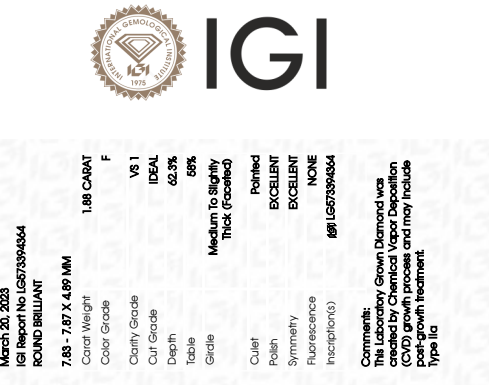 INTERNATIONAL GEMOLOGICAL INSTITUTE
IGI
1975
IGI
March 20, 2023
IGI Report No LG573394364
ROUND BRILLIANT
7.83 - 7.87 X 4.89 MM
Carat Weight 1.88 CARAT
Color Grade F
Clarity Grade VS 1
Cut Grade IDEAL
Depth 62.3%
Table 58%
Girdle Medium To Slightly
Thick (Faceted)
Culet Pointed
Polish EXCELLENT
Symmetry EXCELLENT
Fluorescence NONE
Inscription(s) LG573394364
Comments:
This Laboratory Grown Diamond was
created by Chemical Vapor Deposition
(CVD) growth process and may include
post-growth treatment.
Type IIa